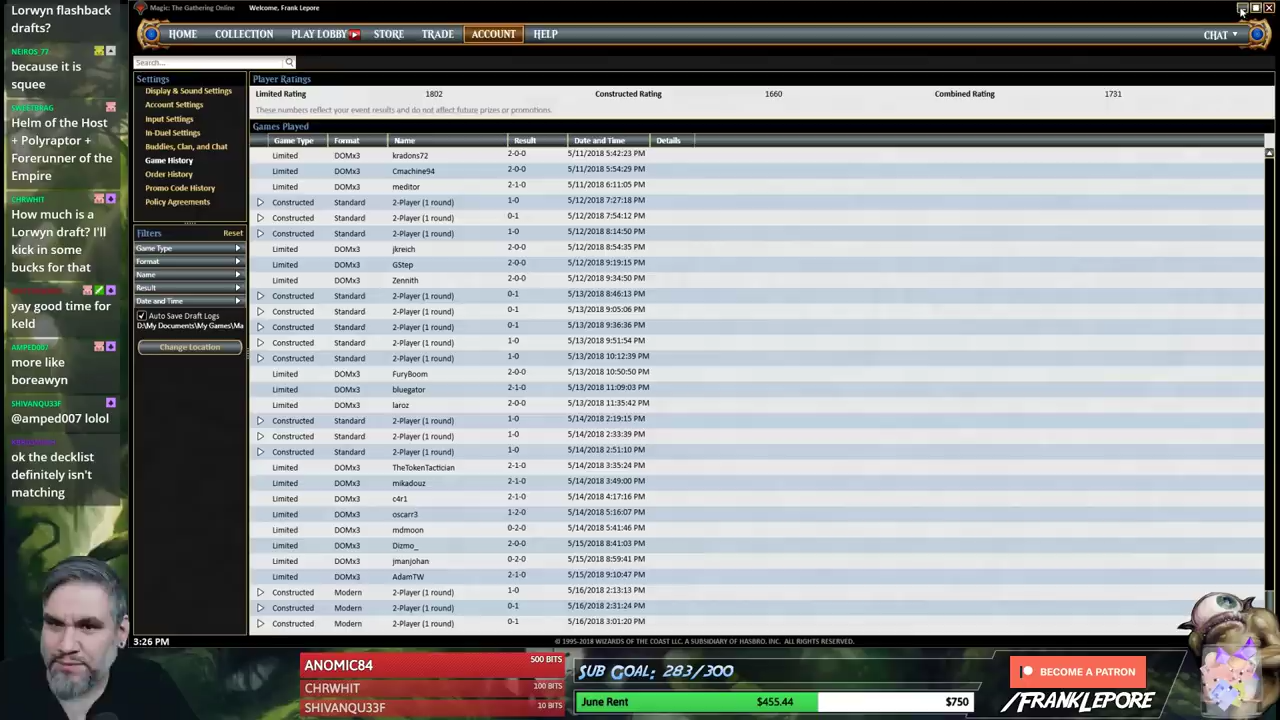 Lorwyn flashback
drafts?
NEIROS_77
because it is
squee
SWEETBRAG
Helm of the Host
+ Polyraptor +
Forerunner of the
Empire
CHRWHIT
How much is a
Lorwyn draft? I'll
kick in some
bucks for that
yay good time for
keld
AMPED007
more like
boreawyn
SHIVANQU33F
@amped007 lolol
ok the decklist
definitely isn't
matching
Magic: The Gathering Online Welcome, Frank Lepore
HOME COLLECTION PLAY LOBBY STORE TRADE ACCOUNT HELP CHAT
Search...
Settings
Display & Sound Settings
Account Settings
Input Settings
In-Duel Settings
Buddies, Clan, and Chat
Game History
Order History
Promo Code History
Policy Agreements
Filters Reset
Game Type
Format
Name
Result
Date and Time
Auto Save Draft Logs
D:\My Documents\My Games\Ma
Change Location
Player Ratings
Limited Rating 1802 Constructed Rating 1660 Combined Rating 1731
These numbers reflect your event results and do not affect future prizes or promotions.
Games Played
Game Type Format Name Result Date and Time Details
Limited DOMx3 kradons72 2-0-0 5/11/2018 5:42:23 PM
Limited DOMx3 Cmachine94 2-0-0 5/11/2018 5:54:29 PM
Limited DOMx3 meditor 2-1-0 5/11/2018 6:11:05 PM
Constructed Standard 2-Player (1 round) 1-0 5/12/2018 7:27:18 PM
Constructed Standard 2-Player (1 round) 0-1 5/12/2018 7:54:12 PM
Constructed Standard 2-Player (1 round) 1-0 5/12/2018 8:14:50 PM
Limited DOMx3 jkreich 2-0-0 5/12/2018 8:54:35 PM
Limited DOMx3 GStep 2-0-0 5/12/2018 9:19:15 PM
Limited DOMx3 Zennith 2-0-0 5/12/2018 9:34:50 PM
Constructed Standard 2-Player (1 round) 0-1 5/13/2018 8:46:13 PM
Constructed Standard 2-Player (1 round) 0-1 5/13/2018 9:05:06 PM
Constructed Standard 2-Player (1 round) 0-1 5/13/2018 9:36:36 PM
Constructed Standard 2-Player (1 round) 1-0 5/13/2018 9:51:54 PM
Constructed Standard 2-Player (1 round) 1-0 5/13/2018 10:12:39 PM
Limited DOMx3 FuryBoom 2-0-0 5/13/2018 10:50:50 PM
Limited DOMx3 bluegator 2-1-0 5/13/2018 11:09:03 PM
Limited DOMx3 laroz 2-0-0 5/13/2018 11:35:42 PM
Constructed Standard 2-Player (1 round) 1-0 5/14/2018 2:19:15 PM
Constructed Standard 2-Player (1 round) 1-0 5/14/2018 2:33:39 PM
Constructed Standard 2-Player (1 round) 1-0 5/14/2018 2:51:10 PM
Limited DOMx3 TheTokenTactician 2-1-0 5/14/2018 3:35:24 PM
Limited DOMx3 mikadouz 2-1-0 5/14/2018 3:49:00 PM
Limited DOMx3 c4r1 2-1-0 5/14/2018 4:17:16 PM
Limited DOMx3 oscarr3 1-2-0 5/14/2018 5:16:07 PM
Limited DOMx3 mdmoon 0-2-0 5/14/2018 5:41:46 PM
Limited DOMx3 Dizmo_ 2-0-0 5/15/2018 8:41:03 PM
Limited DOMx3 jmanjohan 0-2-0 5/15/2018 8:59:41 PM
Limited DOMx3 AdamTW 2-1-0 5/15/2018 9:10:47 PM
Constructed Modern 2-Player (1 round) 1-0 5/16/2018 2:13:13 PM
Constructed Modern 2-Player (1 round) 0-1 5/16/2018 2:31:24 PM
Constructed Modern 2-Player (1 round) 0-1 5/16/2018 3:01:20 PM
3:26 PM
© 1995-2018 WIZARDS OF THE COAST LLC, A SUBSIDIARY OF HASBRO, INC. ALL RIGHTS RESERVED.
ANOMIC84 500 BITS
CHRWHIT 100 BITS
SHIVANQU33F 10 BITS
SUB GOAL: 283/300
June Rent $455.44 $750
BECOME A PATRON
/FRANKLEPORE